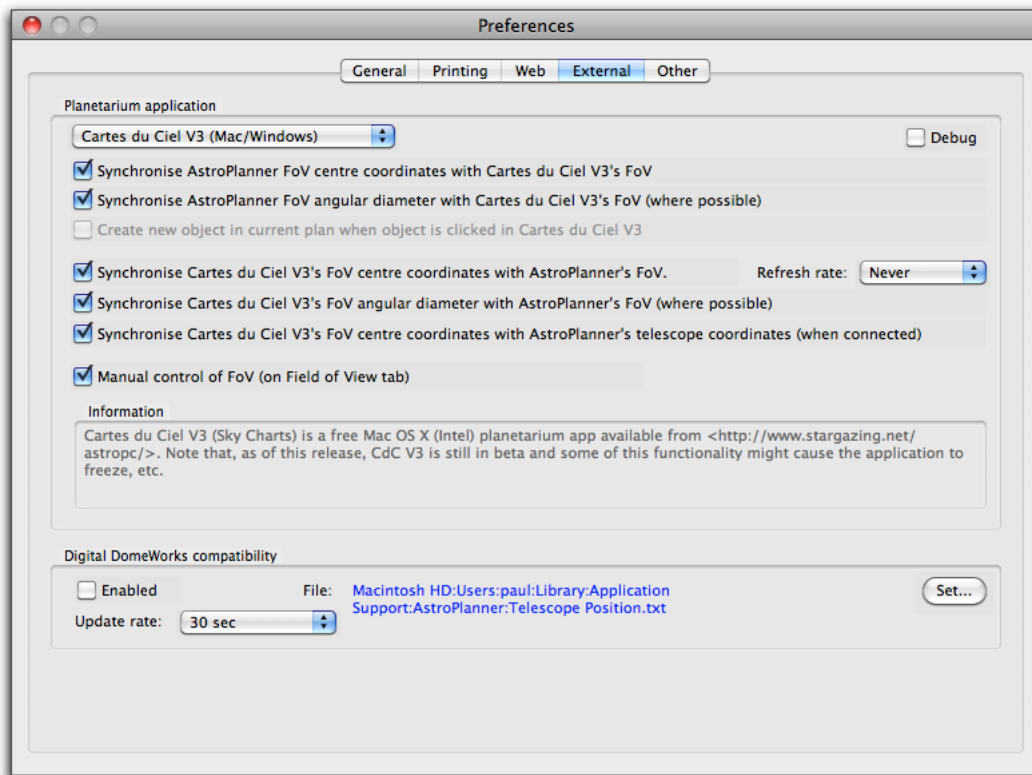 Preferences
General Printing Web External Other
Planetarium application
Cartes du Ciel V3 (Mac/Windows) Debug
Synchronise AstroPlanner FoV centre coordinates with Cartes du Ciel V3's FoV
Synchronise AstroPlanner FoV angular diameter with Cartes du Ciel V3's FoV (where possible)
Create new object in current plan when object is clicked in Cartes du Ciel V3
Synchronise Cartes du Ciel V3's FoV centre coordinates with AstroPlanner's FoV. Refresh rate: Never
Synchronise Cartes du Ciel V3's FoV angular diameter with AstroPlanner's FoV (where possible)
Synchronise Cartes du Ciel V3's FoV centre coordinates with AstroPlanner's telescope coordinates (when connected)
Manual control of FoV (on Field of View tab)
Information
Cartes du Ciel V3 (Sky Charts) is a free Mac OS X (Intel) planetarium app available from <http://www.stargazing.net/
astropc/>. Note that, as of this release, CdC V3 is still in beta and some of this functionality might cause the application to
freeze, etc.
Digital DomeWorks compatibility
Enabled File: Macintosh HD:Users:paul:Library:Application Set...
Support:AstroPlanner:Telescope Position.txt
Update rate: 30 sec